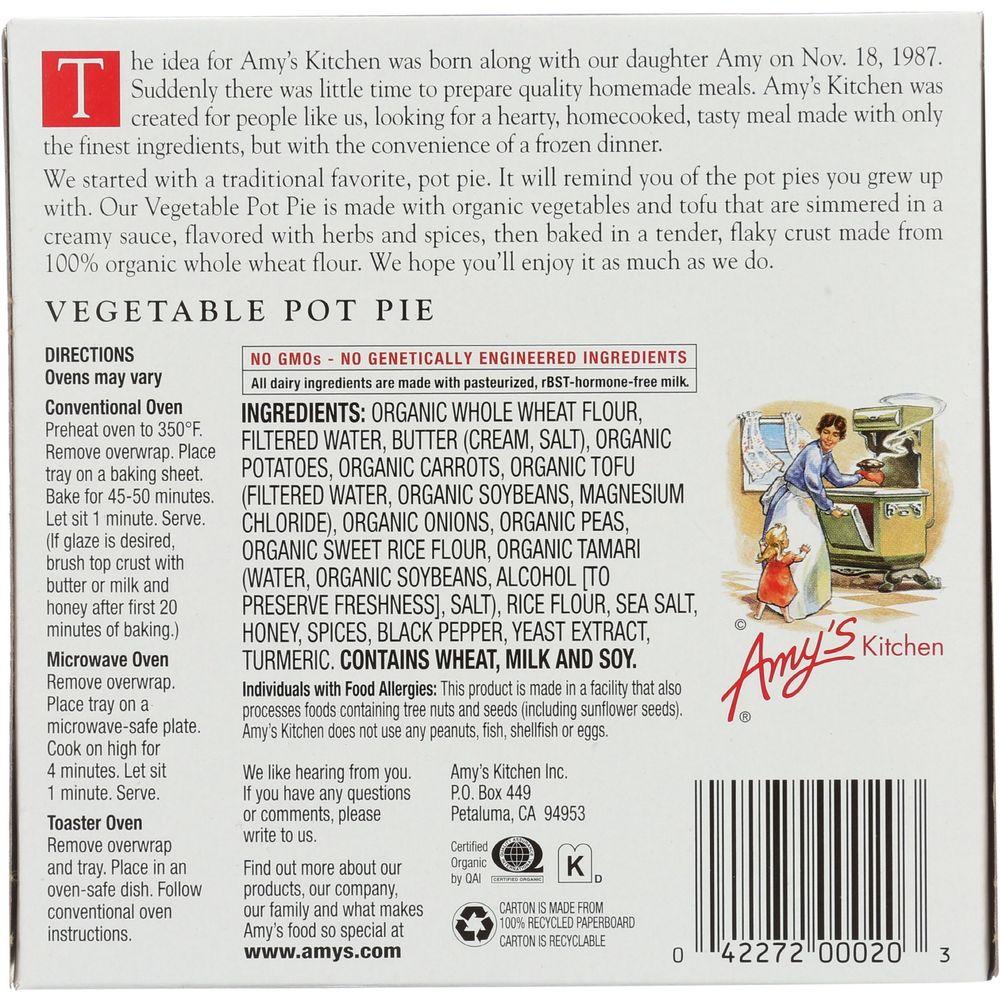 The idea for Amy's Kitchen was born along with our daughter Amy on Nov. 18, 1987.
Suddenly there was little time to prepare quality homemade meals. Amy's Kitchen was
created for people like us, looking for a hearty, homecooked, tasty meal made with only
the finest ingredients, but with the convenience of a frozen dinner.
We started with a traditional favorite, pot pie. It will remind you of the pot pies you grew up
with. Our Vegetable Pot Pie is made with organic vegetables and tofu that are simmered in a
creamy sauce, flavored with herbs and spices, then baked in a tender, flaky crust made from
100% organic whole wheat flour. We hope you'll enjoy it as much as we do.
VEGETABLE POT PIE
DIRECTIONS
Ovens may vary
Conventional Oven
Preheat oven to 350°F.
Remove overwrap. Place
tray on a baking sheet.
Bake for 45-50 minutes.
Let sit 1 minute. Serve.
(If glaze is desired,
brush top crust with
butter or milk and
honey after first 20
minutes of baking.)
Microwave Oven
Remove overwrap.
Place tray on a
microwave-safe plate.
Cook on high for
4 minutes. Let sit
1 minute. Serve.
Toaster Oven
Remove overwrap
and tray. Place in an
oven-safe dish. Follow
conventional oven
instructions.
NO GMOs - NO GENETICALLY ENGINEERED INGREDIENTS
All dairy ingredients are made with pasteurized, rBST-hormone-free milk.
INGREDIENTS: ORGANIC WHOLE WHEAT FLOUR,
FILTERED WATER, BUTTER (CREAM, SALT), ORGANIC
POTATOES, ORGANIC CARROTS, ORGANIC TOFU
(FILTERED WATER, ORGANIC SOYBEANS, MAGNESIUM
CHLORIDE), ORGANIC ONIONS, ORGANIC PEAS,
ORGANIC SWEET RICE FLOUR, ORGANIC TAMARI
(WATER, ORGANIC SOYBEANS, ALCOHOL [TO
PRESERVE FRESHNESS], SALT), RICE FLOUR, SEA SALT,
HONEY, SPICES, BLACK PEPPER, YEAST EXTRACT,
TURMERIC. CONTAINS WHEAT, MILK AND SOY.
Individuals with Food Allergies: This product is made in a facility that also
processes foods containing tree nuts and seeds (including sunflower seeds).
Amy's Kitchen does not use any peanuts, fish, shellfish or eggs.
We like hearing from you.
If you have any questions
or comments, please
write to us.
Find out more about our
products, our company,
our family and what makes
Amy's food so special at
www.amys.com
Amy's Kitchen Inc.
P.O. Box 449
Petaluma, CA 94953
Certified
Organic
by QAI
CERTIFIED ORGANIC
K
D
CARTON IS MADE FROM
100% RECYCLED PAPERBOARD
CARTON IS RECYCLABLE
©
Amy's Kitchen
®
0 42272 00020 3